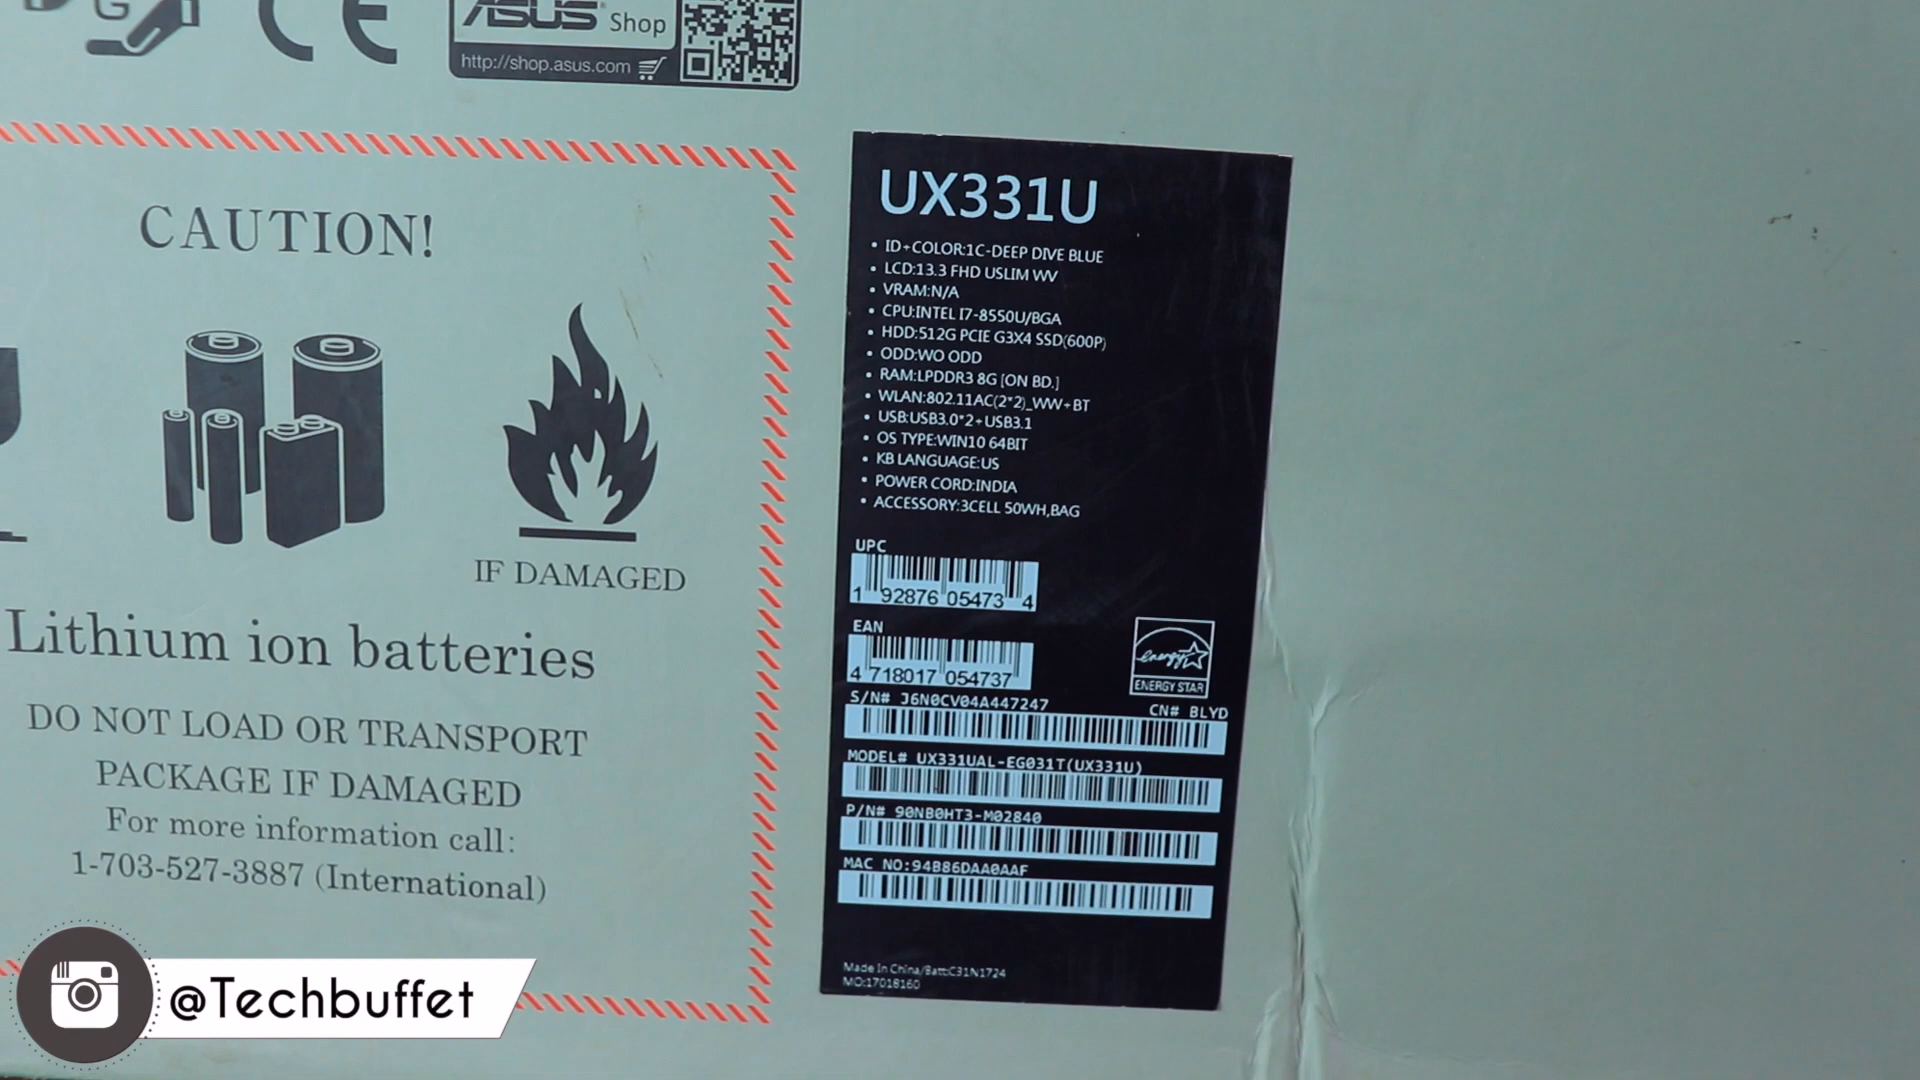 CE
ASUS Shop
http://shop.asus.com
CAUTION!
IF DAMAGED
Lithium ion batteries
DO NOT LOAD OR TRANSPORT
PACKAGE IF DAMAGED
For more information call:
1-703-527-3887 (International)
UX331U
• ID+COLOR:1C-DEEP DIVE BLUE
• LCD:13.3 FHD USLIM WV
• VRAM:N/A
• CPU:INTEL I7-8550U/BGA
• HDD:512G PCIE G3X4 SSD(600P)
• ODD:WO ODD
• RAM:LPDDR3 8G [ON BD.]
• WLAN:802.11AC(2*2)_WW+BT
• USB:USB3.0*2+USB3.1
• OS TYPE:WIN10 64BIT
• KB LANGUAGE:US
• POWER CORD:INDIA
• ACCESSORY:3CELL 50WH,BAG
UPC
1 92876 05473 4
EAN
4 718017 054737
energy
ENERGY STAR
S/N# J6N0CV04A447247
CN# BLYD
MODEL# UX331UAL-EG031T(UX331U)
P/N# 90NB0HT3-M02840
MAC NO:94B86DAA0AAF
Made In China/Batt:C31N1724
MO:17018160
@Techbuffet